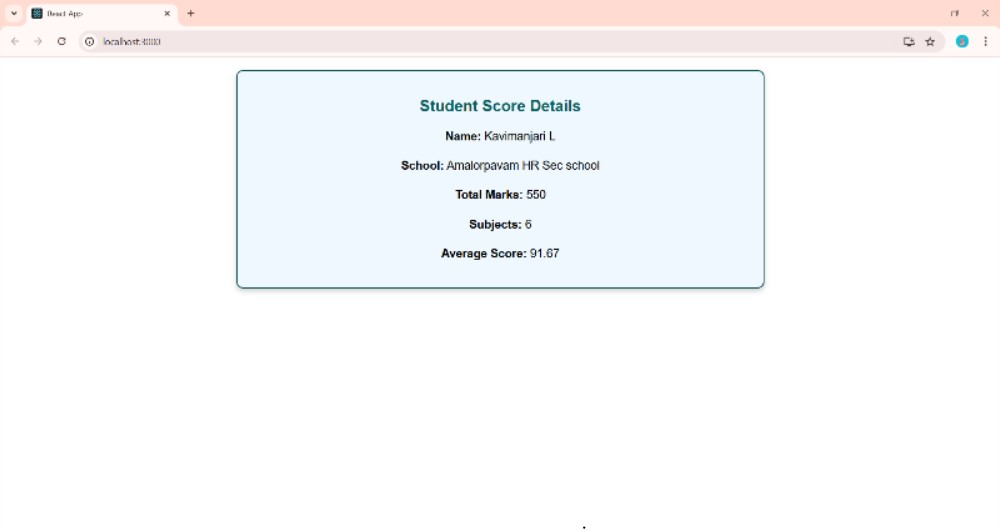 React App
localhost:3000
Student Score Details
Name: Kavimanjari L
School: Amalorpavam HR Sec school
Total Marks: 550
Subjects: 6
Average Score: 91.67